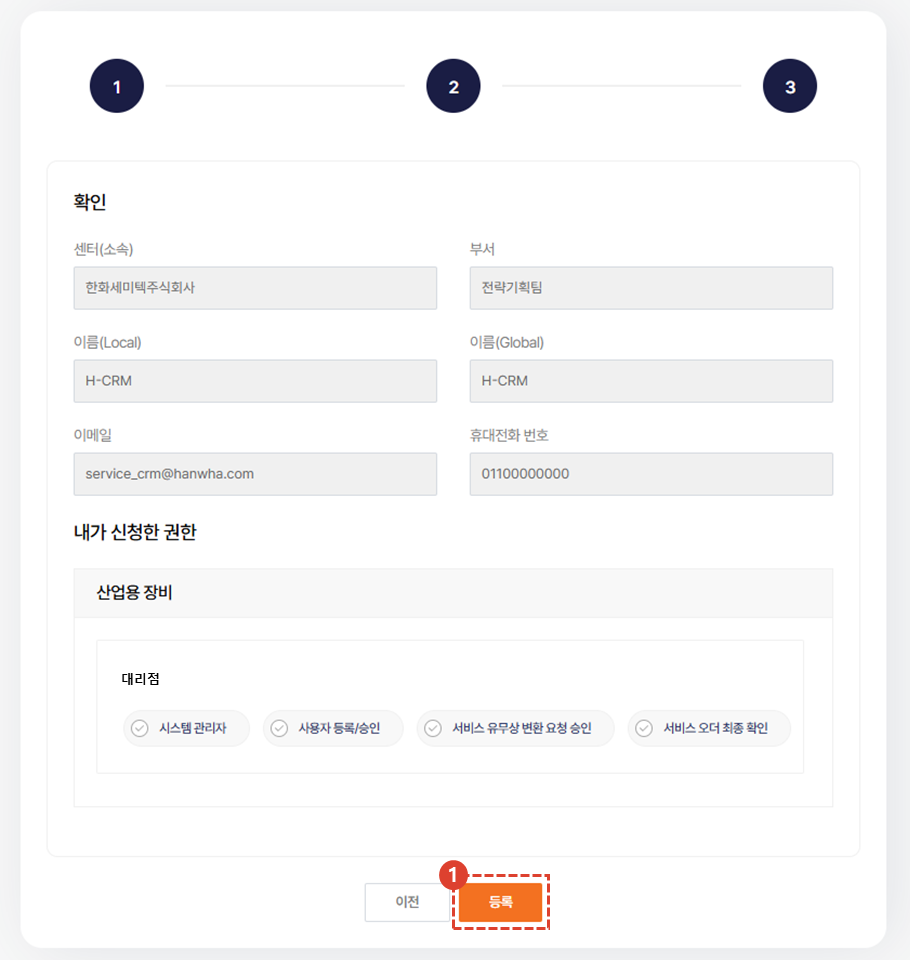 1 2 3
확인
센터(소속) 부서
한화세미텍주식회사 전략기획팀
이름(Local) 이름(Global)
H-CRM H-CRM
이메일 휴대전화 번호
service_crm@hanwha.com 01100000000
내가 신청한 권한
산업용 장비
대리점
시스템 관리자 사용자 등록/승인 서비스 유무상 변환 요청 승인 서비스 오더 최종 확인
1
이전 등록